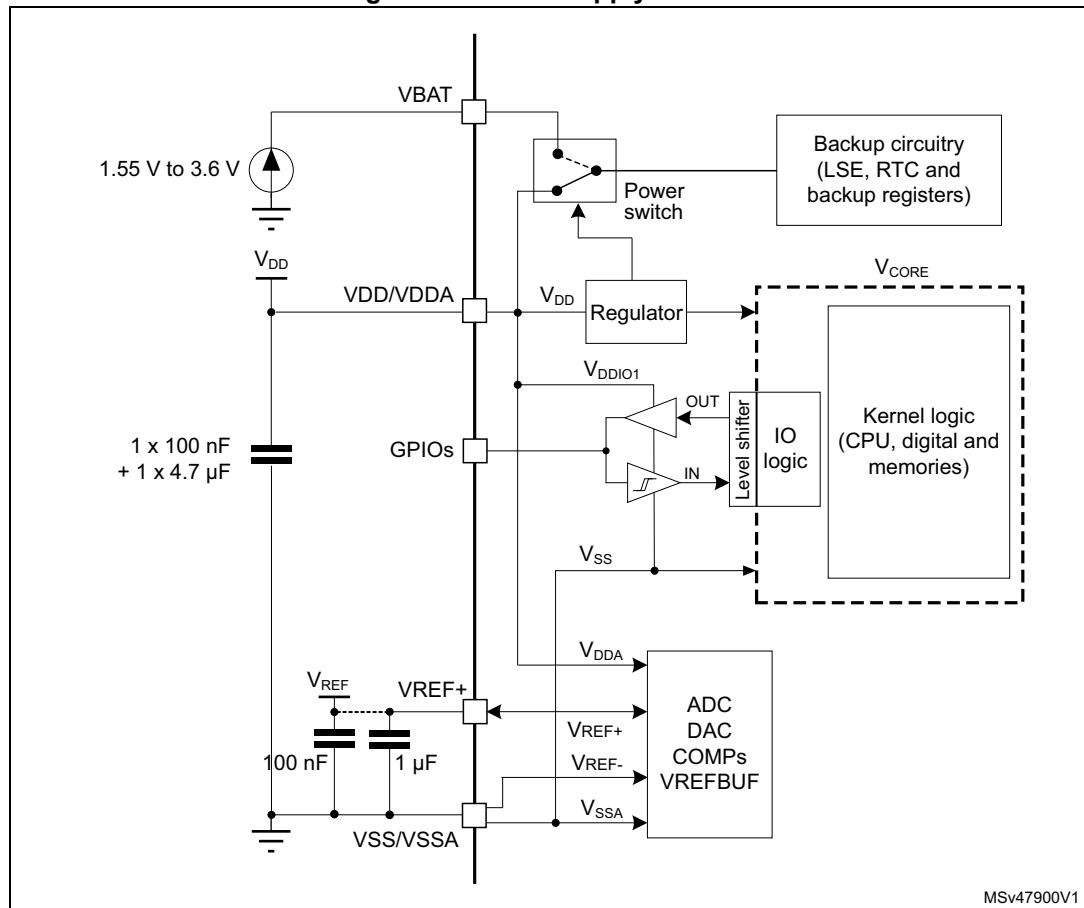 VBAT
1.55 V to 3.6 V
Power
switch
Backup circuitry
(LSE, RTC and
backup registers)
VDD
VDD/VDDA
VDD
Regulator
VCORE
VDDIO1
OUT
GPIOs
IN
Level shifter
IO
logic
Kernel logic
(CPU, digital and
memories)
1 x 100 nF
+ 1 x 4.7 µF
VSS
VDDA
VREF
VREF+
VREF+
100 nF
1 µF
VREF-
ADC
DAC
COMPs
VREFBUF
VSSA
VSS/VSSA
MSv47900V1